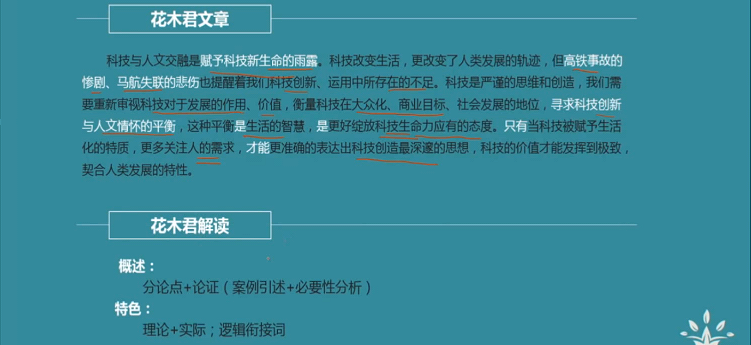 花木君文章
科技与人文交融是赋予科技新生命的雨露。科技改变生活，更改变了人类发展的轨迹，但高铁事故的
惨剧、马航失联的悲伤也提醒着我们科技创新、运用中所存在的不足。科技是严谨的思维和创造，我们需
要重新审视科技对于发展的作用、价值，衡量科技在大众化、商业目标、社会发展的地位，寻求科技创新
与人文情怀的平衡，这种平衡是生活的智慧，是更好绽放科技生命力应有的态度。只有当科技被赋予生活
化的特质，更多关注人的需求，才能更准确的表达出科技创造最深邃的思想，科技的价值才能发挥到极致，
契合人类发展的特性。
花木君解读
概述：
分论点+论证（案例引述+必要性分析）
特色：
理论+实际；逻辑衔接词